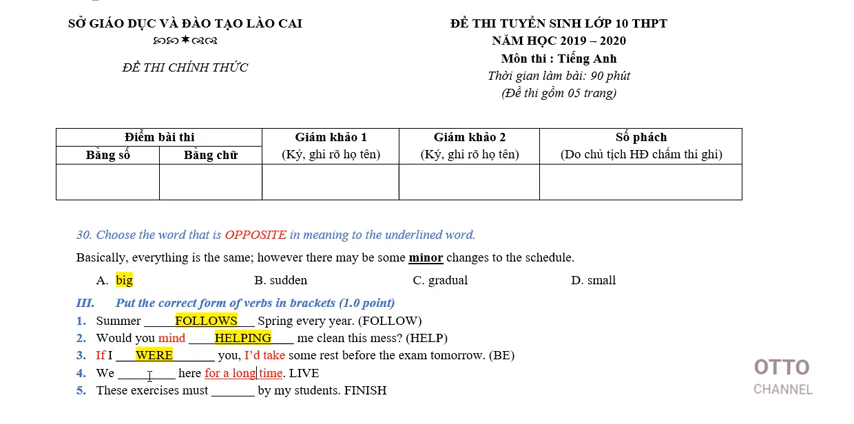 SỞ GIÁO DỤC VÀ ĐÀO TẠO LÀO CAI
ĐỀ THI TUYỂN SINH LỚP 10 THPT
NĂM HỌC 2019 – 2020
ĐỀ THI CHÍNH THỨC
Môn thi : Tiếng Anh
Thời gian làm bài: 90 phút
(Đề thi gồm 05 trang)
Điểm bài thi Giám khảo 1 Giám khảo 2 Số phách
Bằng số Bằng chữ (Ký, ghi rõ họ tên) (Ký, ghi rõ họ tên) (Do chủ tịch HĐ chấm thi ghi)
30. Choose the word that is OPPOSITE in meaning to the underlined word.
Basically, everything is the same; however there may be some minor changes to the schedule.
A. big B. sudden C. gradual D. small
III. Put the correct form of verbs in brackets (1.0 point)
1. Summer _____FOLLOWS___ Spring every year. (FOLLOW)
2. Would you mind ____HELPING____ me clean this mess? (HELP)
3. If I ___WERE_______ you, I’d take some rest before the exam tomorrow. (BE)
4. We _________ here for a long time. LIVE
5. These exercises must _______ by my students. FINISH
OTTO
CHANNEL